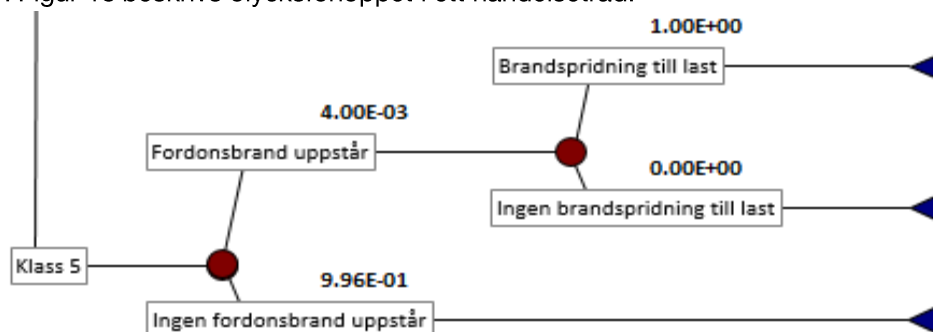 I figur 18 beskrivs olycksförloppet i ett händelseträd.
1.00E+00
Brandspridning till last
4.00E-03
Fordonsbrand uppstår
0.00E+00
Ingen brandspridning till last
Klass 5
9.96E-01
Ingen fordonsbrand uppstår